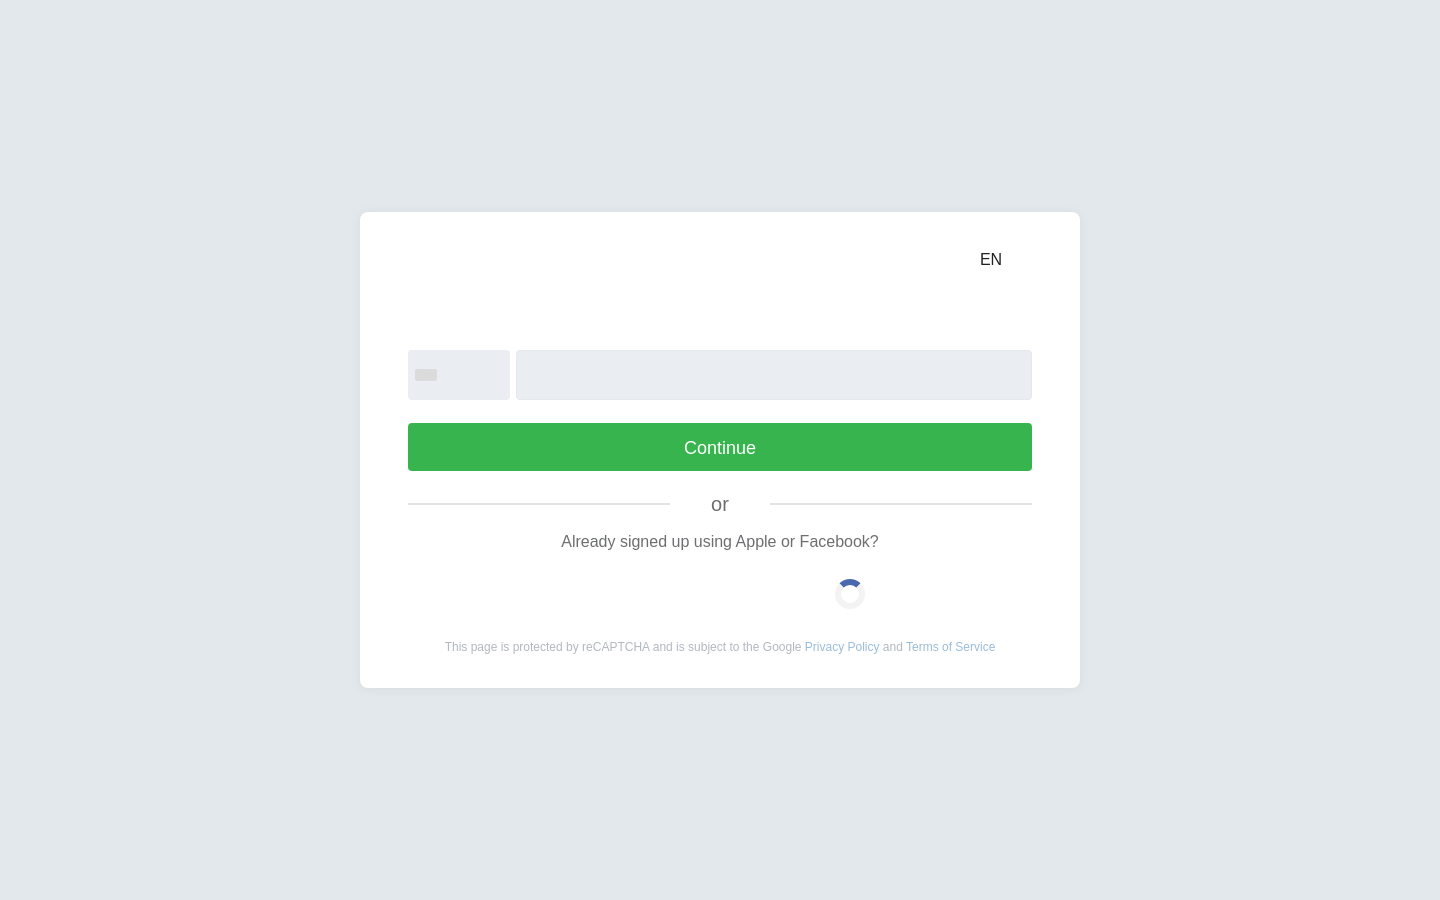 EN
Continue
or
Already signed up using Apple or Facebook?
This page is protected by reCAPTCHA and is subject to the Google Privacy Policy and Terms of Service